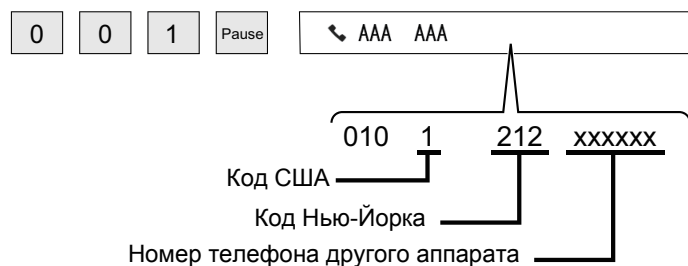 0 0 1 Pause AAA AAA
010 1 212 xxxxxx
Код США
Код Нью-Йорка
Номер телефона другого аппарата